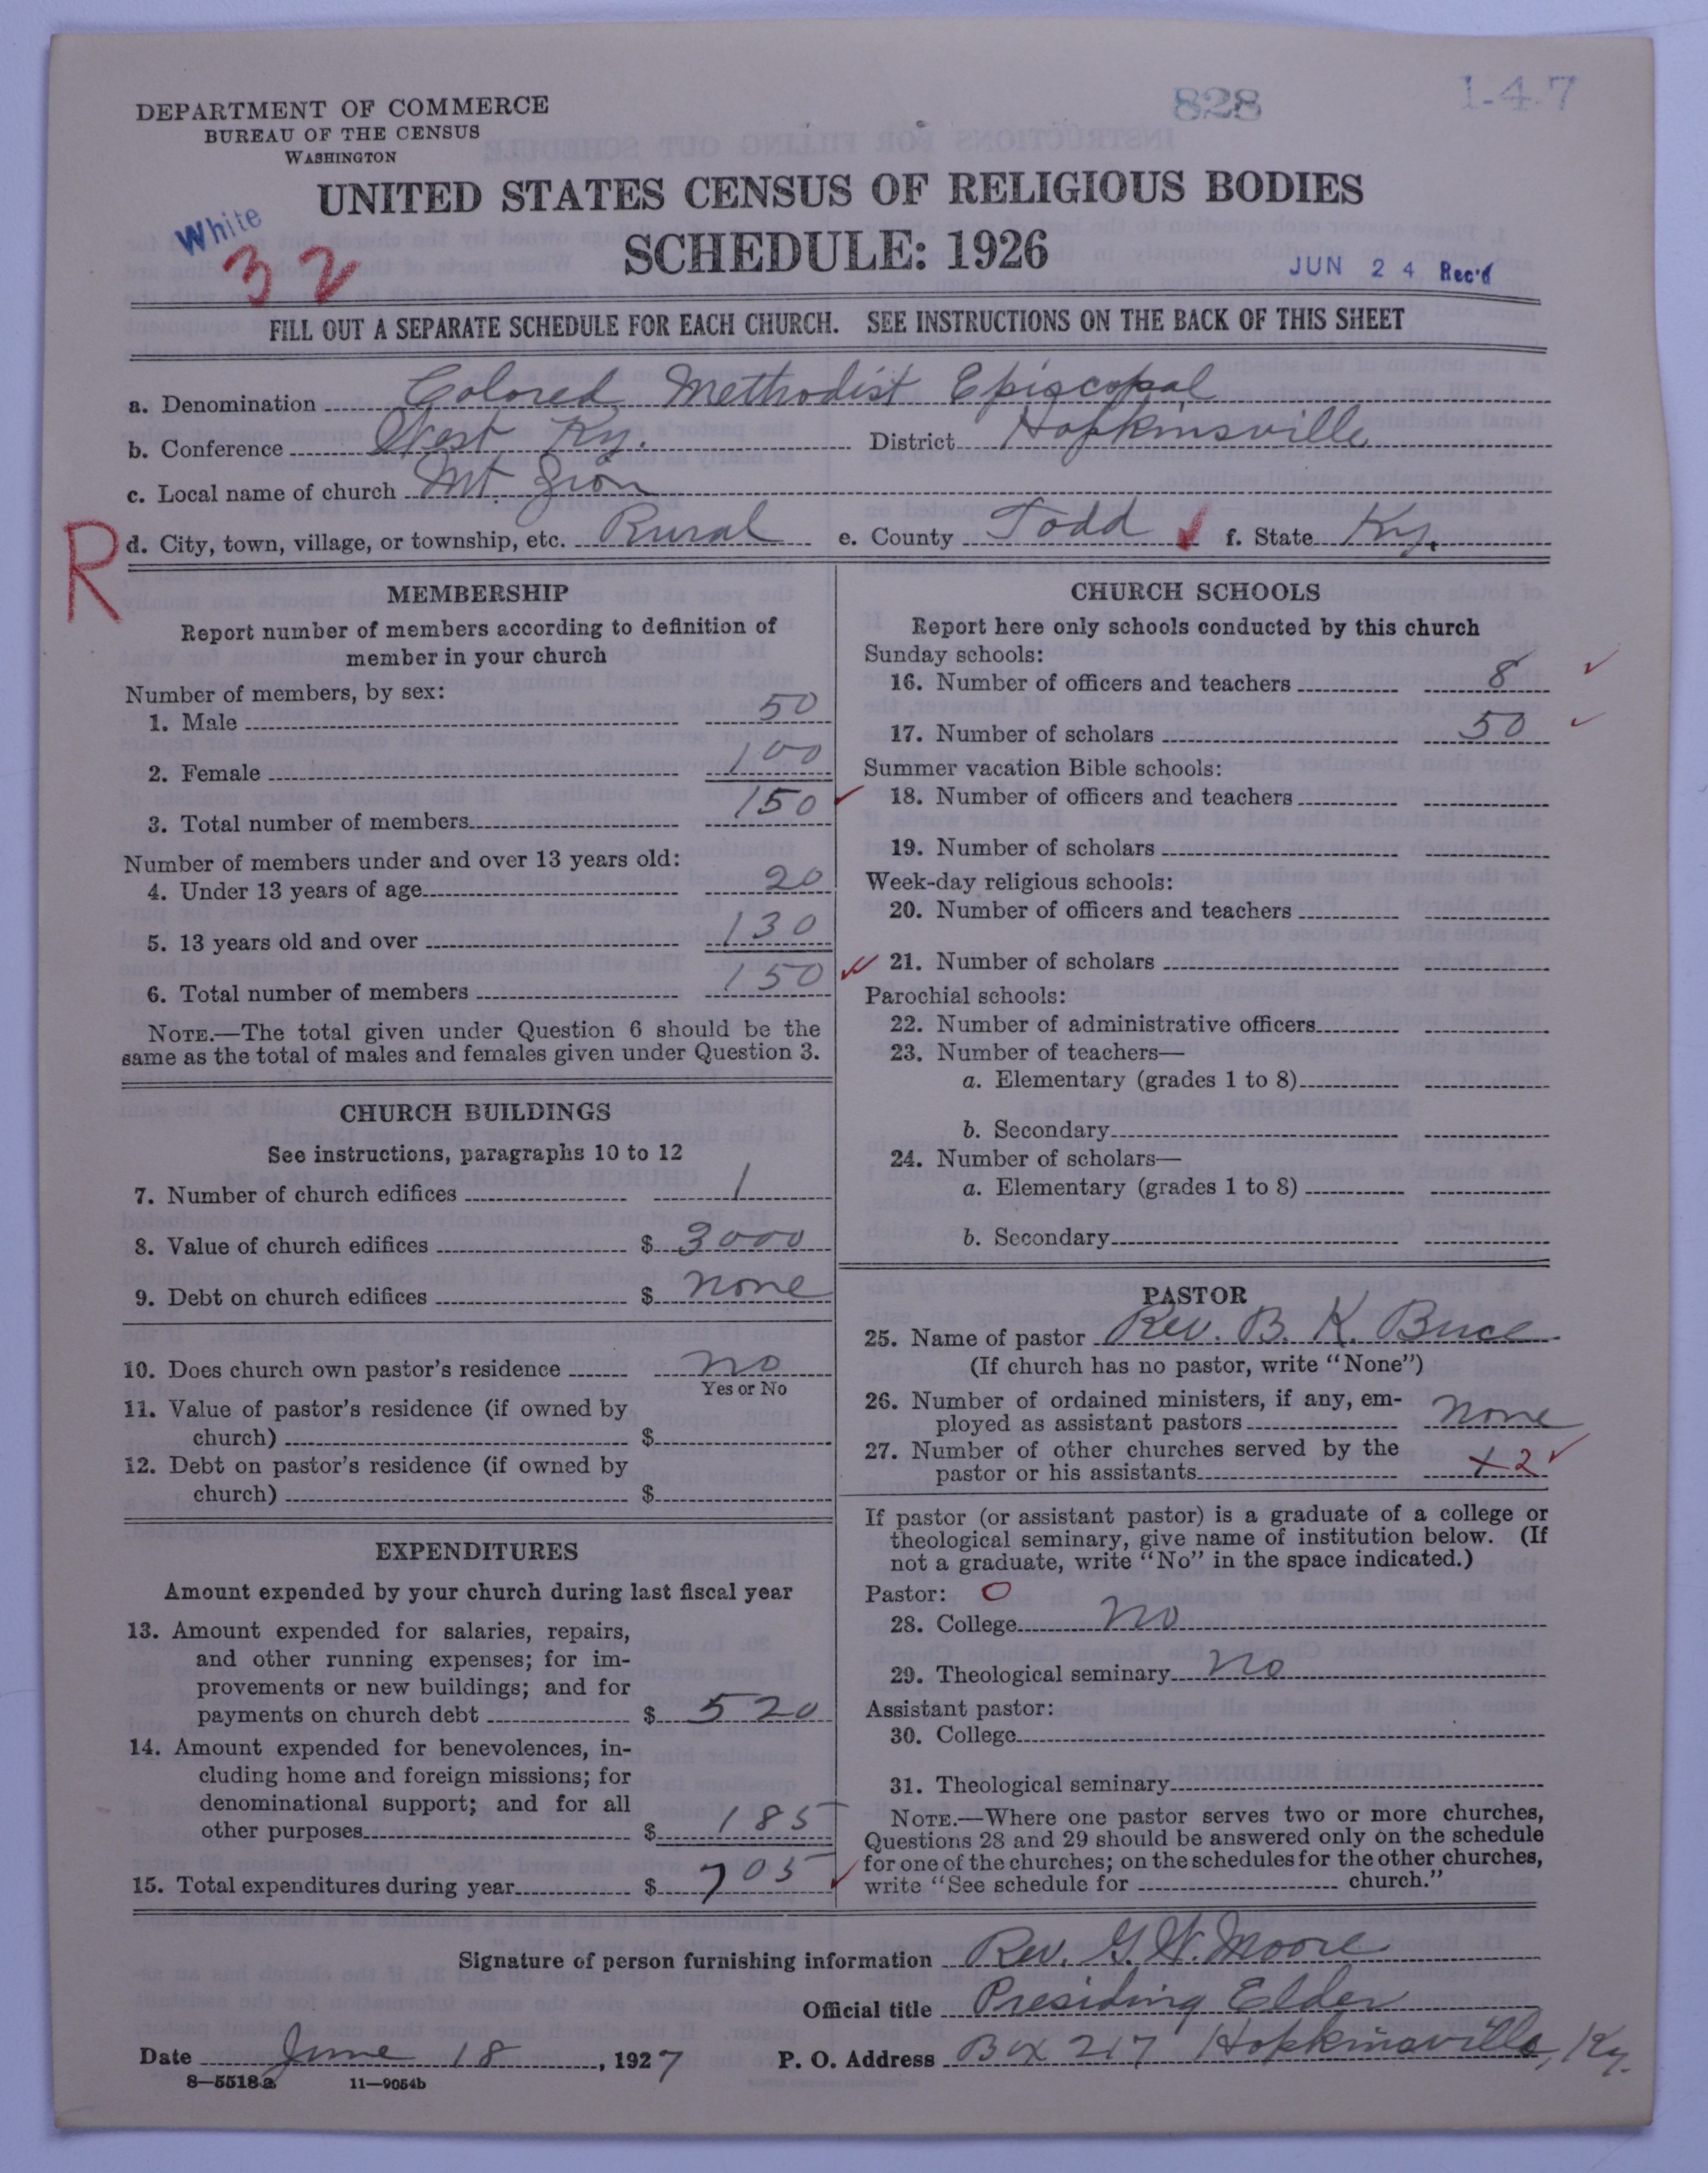 828
1-4-7
DEPARTMENT OF COMMERCE
BUREAU OF THE CENSUS
WASHINGTON
UNITED STATES CENSUS OF RELIGIOUS BODIES
White
32
SCHEDULE: 1926
JUN 24 Rec'd
FILL OUT A SEPARATE SCHEDULE FOR EACH CHURCH. SEE INSTRUCTIONS ON THE BACK OF THIS SHEET
a. Denomination Colored Methodist Episcopal
b. Conference West Ky. District Hopkinsville
c. Local name of church Mt. Zion
R
d. City, town, village, or township, etc. Rural e. County Todd f. State Ky.
MEMBERSHIP
Report number of members according to definition of
member in your church
Number of members, by sex:
1. Male 50
2. Female 100
3. Total number of members 150
Number of members under and over 13 years old:
4. Under 13 years of age 20
5. 13 years old and over 130
6. Total number of members 150
NOTE.—The total given under Question 6 should be the
same as the total of males and females given under Question 3.
CHURCH BUILDINGS
See instructions, paragraphs 10 to 12
7. Number of church edifices 1
8. Value of church edifices $ 3000
9. Debt on church edifices $ none
10. Does church own pastor's residence no
Yes or No
11. Value of pastor's residence (if owned by
church) $
12. Debt on pastor's residence (if owned by
church) $
EXPENDITURES
Amount expended by your church during last fiscal year
13. Amount expended for salaries, repairs,
and other running expenses; for im-
provements or new buildings; and for
payments on church debt $ 520
14. Amount expended for benevolences, in-
cluding home and foreign missions; for
denominational support; and for all
other purposes $ 185
15. Total expenditures during year $ 705
CHURCH SCHOOLS
Report here only schools conducted by this church
Sunday schools:
16. Number of officers and teachers 8
17. Number of scholars 50
Summer vacation Bible schools:
18. Number of officers and teachers
19. Number of scholars
Week-day religious schools:
20. Number of officers and teachers
21. Number of scholars
Parochial schools:
22. Number of administrative officers
23. Number of teachers—
a. Elementary (grades 1 to 8)
b. Secondary
24. Number of scholars—
a. Elementary (grades 1 to 8)
b. Secondary
PASTOR
25. Name of pastor Rev. B. K. Bruce
(If church has no pastor, write "None")
26. Number of ordained ministers, if any, em-
ployed as assistant pastors none
27. Number of other churches served by the
pastor or his assistants +2
If pastor (or assistant pastor) is a graduate of a college or
theological seminary, give name of institution below. (If
not a graduate, write "No" in the space indicated.)
Pastor: 0
28. College no
29. Theological seminary no
Assistant pastor:
30. College
31. Theological seminary
NOTE.—Where one pastor serves two or more churches,
Questions 28 and 29 should be answered only on the schedule
for one of the churches; on the schedules for the other churches,
write "See schedule for church."
Signature of person furnishing information Rev. G. W. Moore
Official title Presiding Elder
Date June 18, 1927 P. O. Address Box 217 Hopkinsville, Ky.
8—5518a 11—9054b